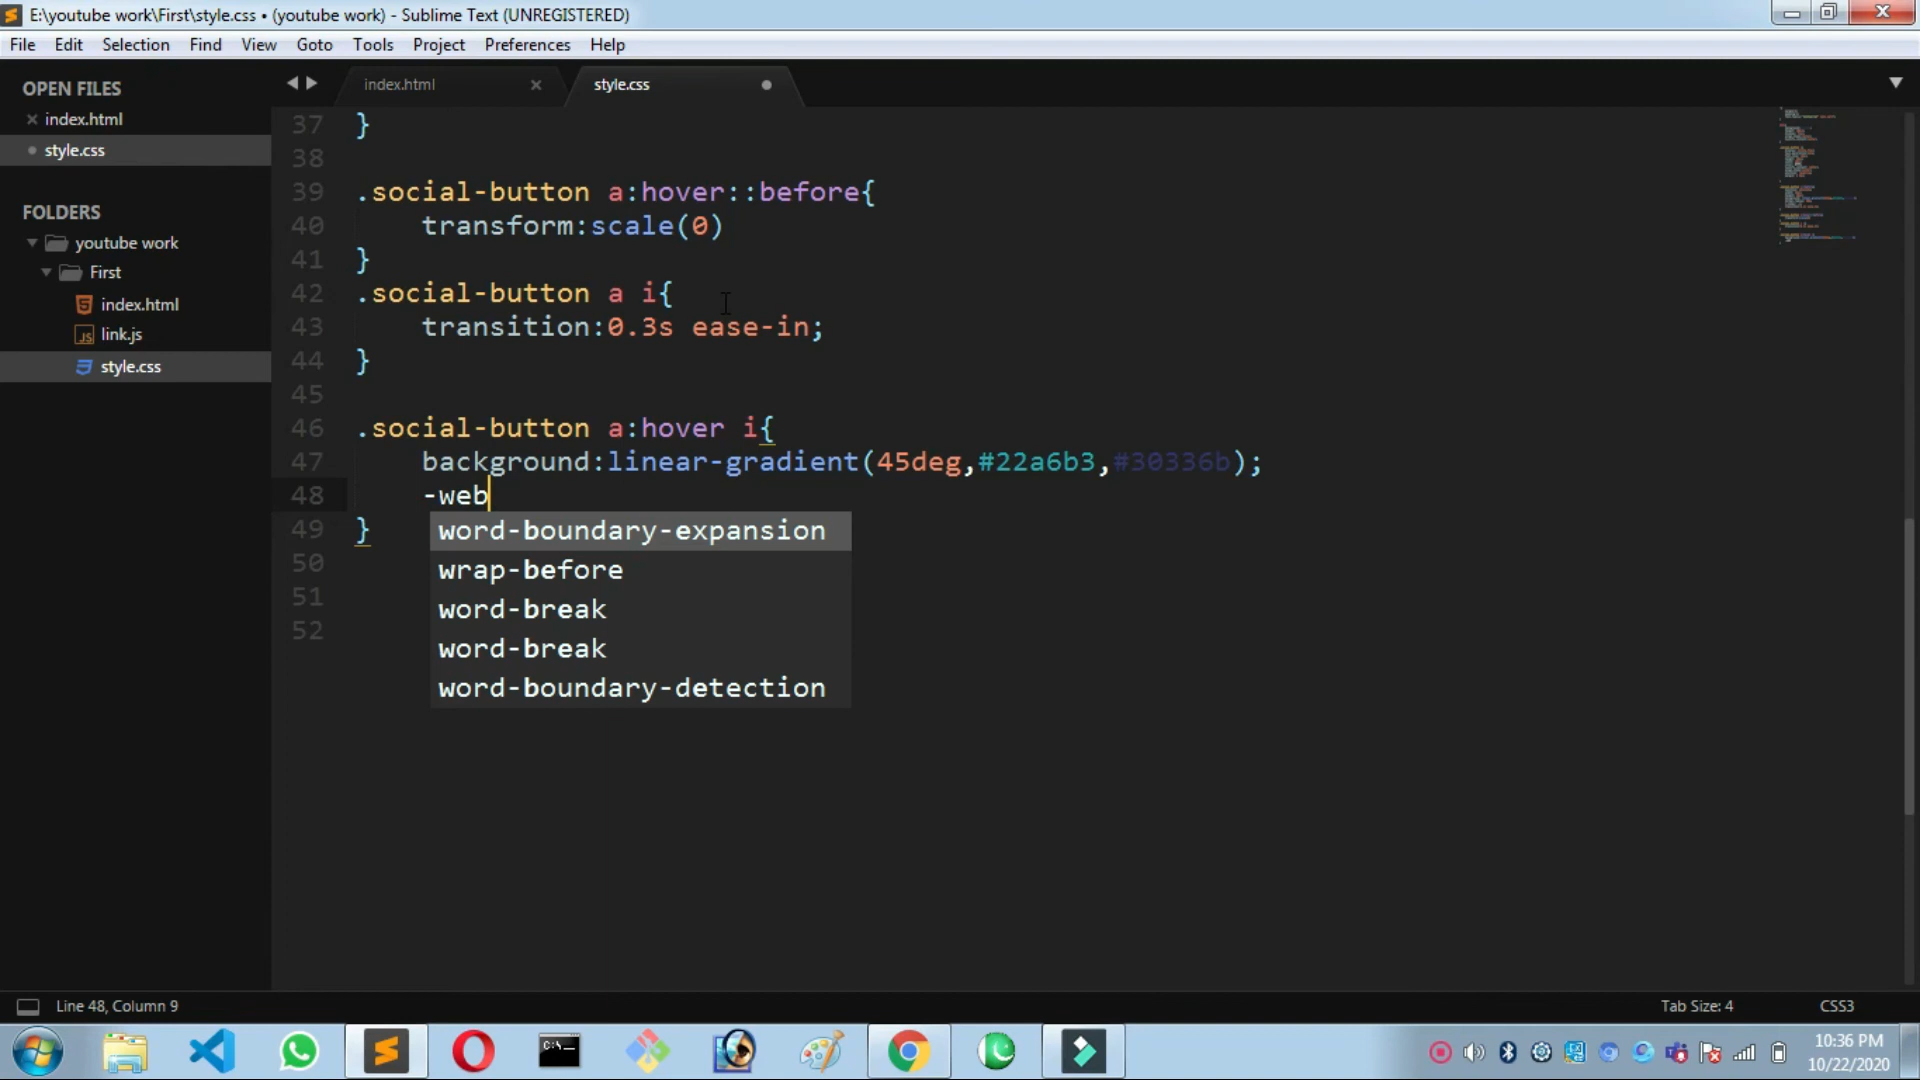 E:\youtube work\First\style.css • (youtube work) - Sublime Text (UNREGISTERED)
File Edit Selection Find View Goto Tools Project Preferences Help
OPEN FILES
index.html
style.css
FOLDERS
youtube work
First
index.html
link.js
style.css
index.html
style.css
37 }
38
39 .social-button a:hover::before{
40 transform:scale(0)
41 }
42 .social-button a i{
43 transition:0.3s ease-in;
44 }
45
46 .social-button a:hover i{
47 background:linear-gradient(45deg,#22a6b3,#30336b);
48 -web
49 }
50
51
52
word-boundary-expansion
wrap-before
word-break
word-break
word-boundary-detection
Line 48, Column 9
Tab Size: 4
CSS3
10:36 PM
10/22/2020